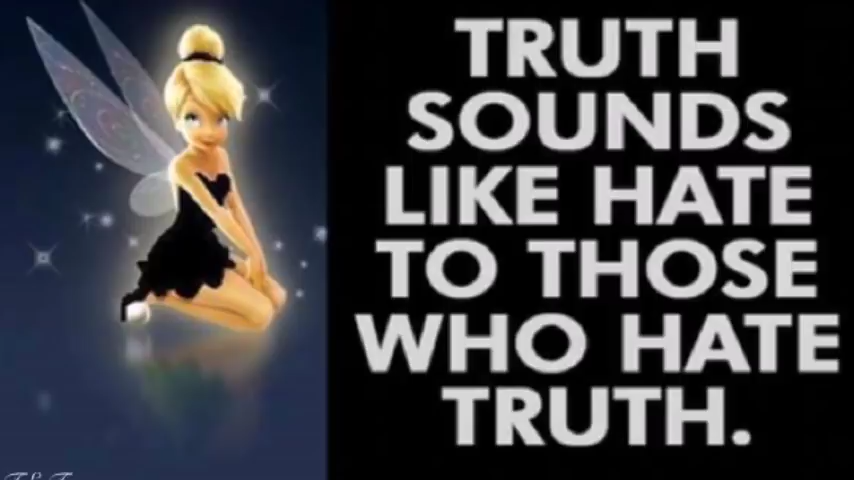 TRUTH
SOUNDS
LIKE HATE
TO THOSE
WHO HATE
TRUTH.